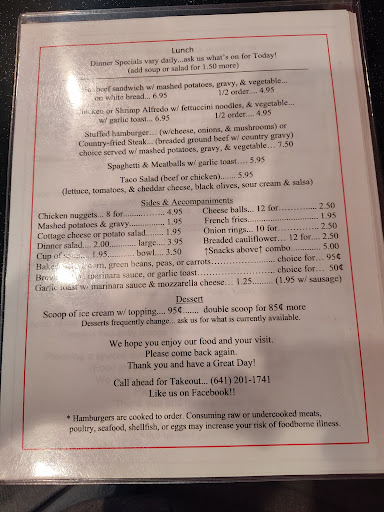 Lunch
Dinner Specials vary daily...ask us what's on for Today!
(add soup or salad for 1.50 more)
beef sandwich w/ mashed potatoes, gravy, & vegetable...
on white bread... 6.95 1/2 order.... 4.95
or Shrimp Alfredo w/ fettuccini noodles, & vegetable...
w/ garlic toast... 6.95 1/2 order.... 4.95
Stuffed hamburger.... (w/cheese, onions, & mushrooms) or
Country-fried Steak... (breaded ground beef w/ country gravy)
choice served w/ mashed potatoes, gravy, & vegetable... 7.50
Spaghetti & Meatballs w/ garlic toast.... 5.95
Taco Salad (beef or chicken)....... 5.95
(lettuce, tomatoes, & cheddar cheese, black olives, sour cream & salsa)
Sides & Accompaniments
Chicken nuggets... 8 for.............. 4.95 Cheese balls... 12 for............ 2.50
Mashed potatoes & gravy............ 1.95 French fries........................ 1.95
Cottage cheese or potato salad....... 1.95 Onion rings... 10 for............ 2.50
Dinner salad... 2.00......... large.... 3.95 Breaded cauliflower... 12 for.... 2.50
Cup of 1.95........... bowl.... 3.50 †Snacks above† combo........... 5.00
corn, green beans, peas, or carrots.................. choice for... 95¢
marinara sauce, or garlic toast.................. choice for.... 50¢
Garlic toast w/ marinara sauce & mozzarella cheese... 1.25......... (1.95 w/ sausage)
Dessert
Scoop of ice cream w/ topping.... 95¢....... double scoop for 85¢ more
Desserts frequently change... ask us for what is currently available.
We hope you enjoy our food and your visit.
Please come back again.
Thank you and have a Great Day!
Call ahead for Takeout... (641) 201-1741
Like us on Facebook!!
* Hamburgers are cooked to order. Consuming raw or undercooked meats,
poultry, seafood, shellfish, or eggs may increase your risk of foodborne illness.